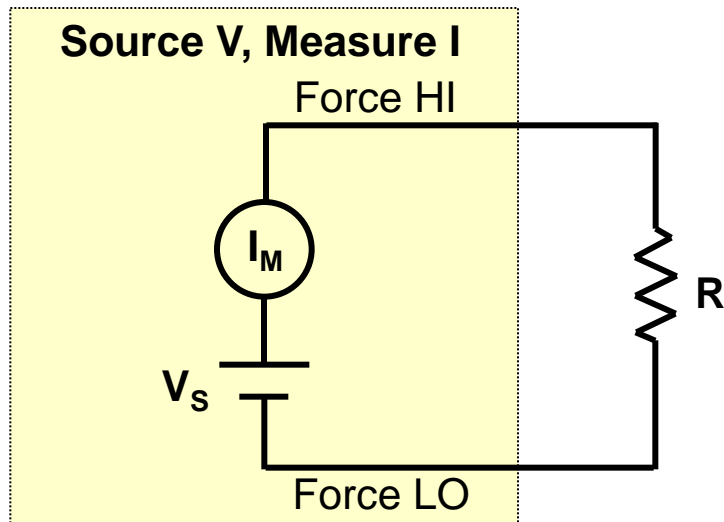 Source V, Measure I
Force HI
I_M
R
V_S
Force LO